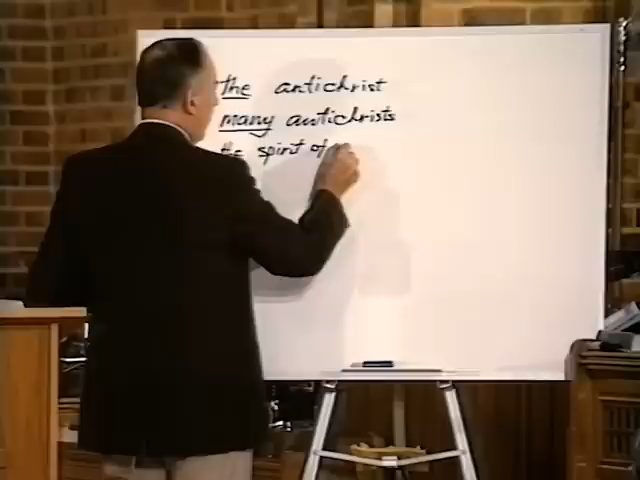 the antichrist
many antichrists
the spirit of